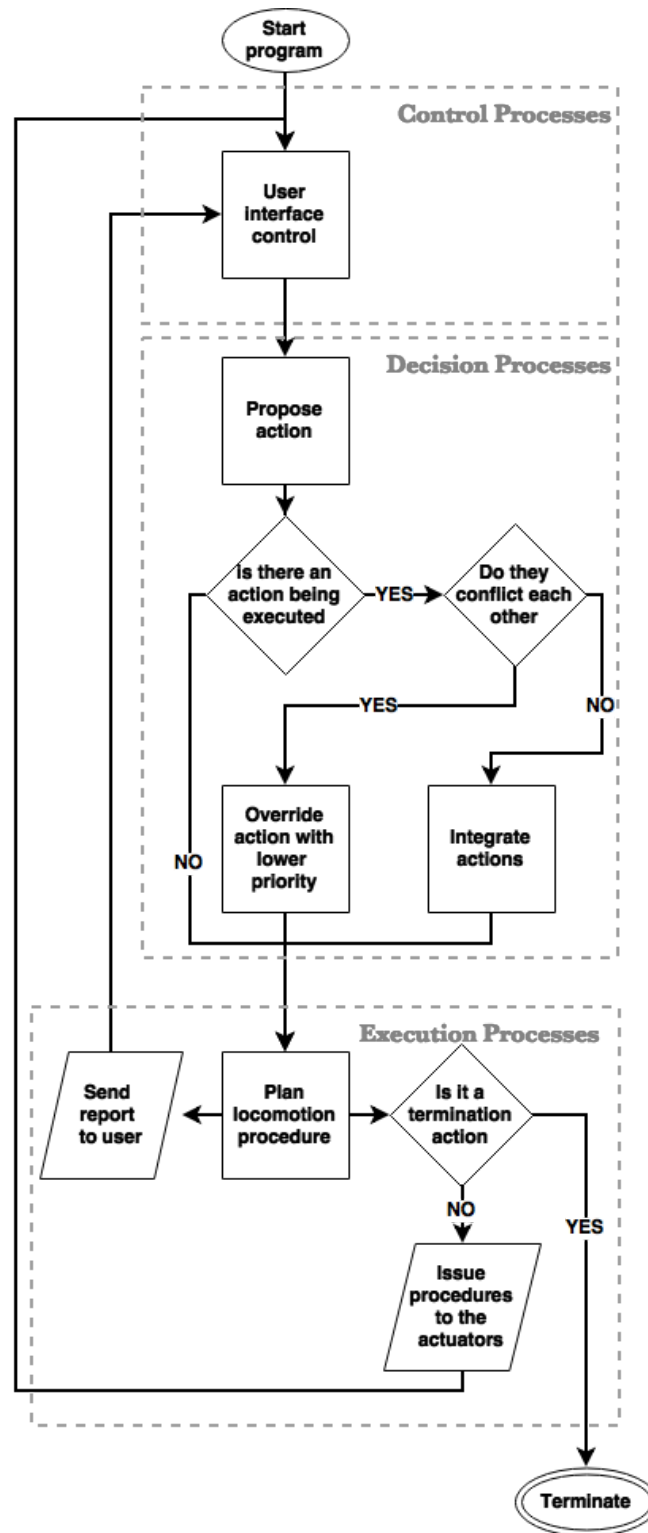 Start
program
Control Processes
User
interface
control
Decision Processes
Propose
action
Is there an
action being
executed
YES
Do they
conflict each
other
YES
NO
Override
action with
lower
priority
Integrate
actions
NO
Execution Processes
Send
report
to user
Plan
locomotion
procedure
Is it a
termination
action
NO
YES
Issue
procedures
to the
actuators
Terminate